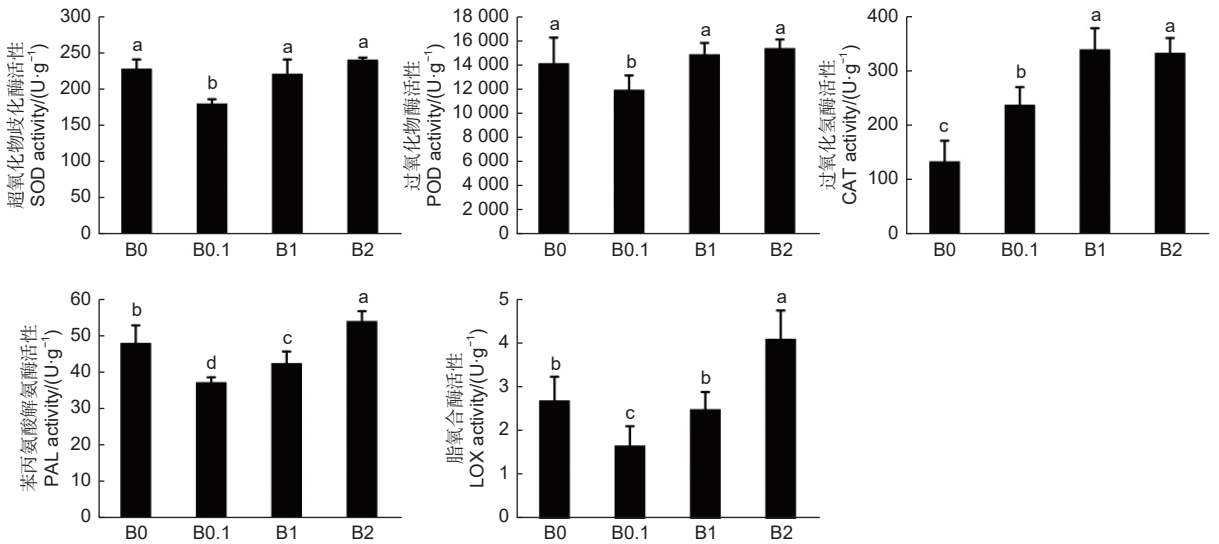 超氧化物歧化酶活性
SOD activity/(U·g⁻¹)
300
250
200
150
100
50
0
a
b
a
a
B0 B0.1 B1 B2
过氧化物酶活性
POD activity/(U·g⁻¹)
18 000
16 000
14 000
12 000
10 000
8 000
6 000
4 000
2 000
0
a
b
a
a
B0 B0.1 B1 B2
过氧化氢酶活性
CAT activity/(U·g⁻¹)
400
300
200
100
0
c
b
a
a
B0 B0.1 B1 B2
苯丙氨酸解氨酶活性
PAL activity/(U·g⁻¹)
60
50
40
30
20
10
0
b
d
c
a
B0 B0.1 B1 B2
脂氧合酶活性
LOX activity/(U·g⁻¹)
5
4
3
2
1
0
b
c
b
a
B0 B0.1 B1 B2